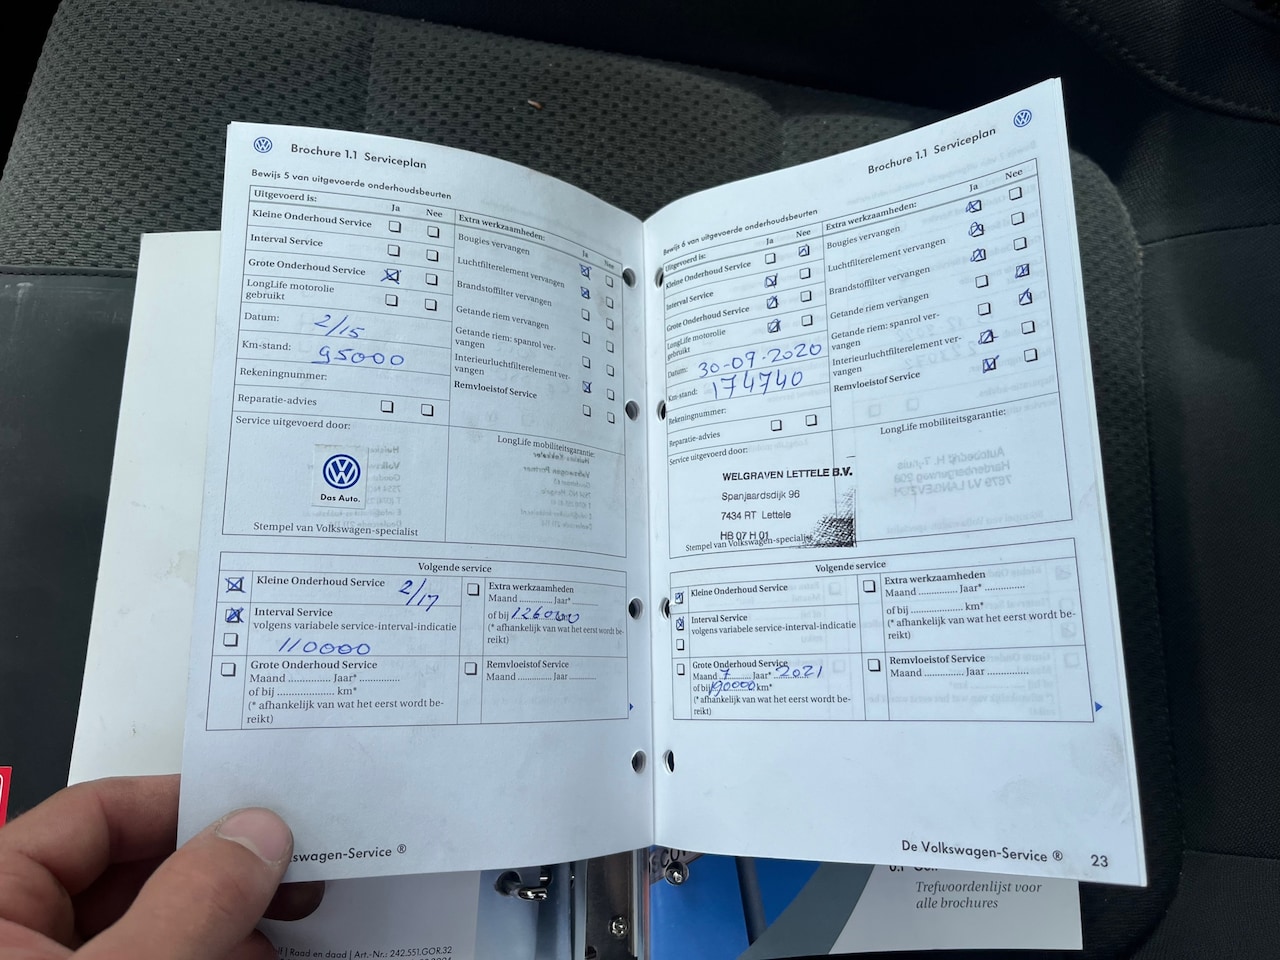 Brochure 1.1 Serviceplan
Bewijs 5 van uitgevoerde onderhoudsbeurten
Uitgevoerd is:
Ja
Nee
Kleine Onderhoud Service
Interval Service
Grote Onderhoud Service
LongLife motorolie
gebruikt
Datum: 2/15
Km-stand: 95000
Rekeningnummer:
Reparatie-advies
Extra werkzaamheden:
Ja
Nee
Bougies vervangen
Luchtfilterelement vervangen
Brandstoffilter vervangen
Getande riem vervangen
Getande riem: spanrol ver-
vangen
Interieurluchtfilterelement ver-
vangen
Remvloeistof Service
Service uitgevoerd door:
Das Auto.
Stempel van Volkswagen-specialist
LongLife mobiliteitsgarantie:
Volgende service
Kleine Onderhoud Service 2/17
Interval Service
volgens variabele service-interval-indicatie
110000
Grote Onderhoud Service
Maand ........... Jaar* .............
of bij .................... km*
(* afhankelijk van wat het eerst wordt be-
reikt)
Extra werkzaamheden
Maand ............ Jaar* .........
of bij 126000
(* afhankelijk van wat het eerst wordt be-
reikt)
Remvloeistof Service
Maand ............ Jaar .........
kswagen-Service ®
Brochure 1.1 Serviceplan
Bewijs 6 van uitgevoerde onderhoudsbeurten
Uitgevoerd is:
Ja
Nee
Kleine Onderhoud Service
Interval Service
Grote Onderhoud Service
LongLife motorolie
gebruikt
Datum: 30-09-2020
Km-stand: 174740
Rekeningnummer:
Reparatie-advies
Extra werkzaamheden:
Ja
Nee
Bougies vervangen
Luchtfilterelement vervangen
Brandstoffilter vervangen
Getande riem vervangen
Getande riem: spanrol ver-
vangen
Interieurluchtfilterelement ver-
vangen
Remvloeistof Service
Service uitgevoerd door:
WELGRAVEN LETTELE B.V.
Spanjaardsdijk 96
7434 RT Lettele
HB 07 H 01
Stempel van Volkswagen-specialist
LongLife mobiliteitsgarantie:
Volgende service
Kleine Onderhoud Service
Interval Service
volgens variabele service-interval-indicatie
Grote Onderhoud Service
Maand 7 Jaar* 2021
of bij 190000 km*
(* afhankelijk van wat het eerst wordt be-
reikt)
Extra werkzaamheden
Maand ............. Jaar* .............
of bij .................... km*
(* afhankelijk van wat het eerst wordt be-
reikt)
Remvloeistof Service
Maand ............. Jaar .............
De Volkswagen-Service ® 23
Trefwoordenlijst voor
alle brochures
| Raad en daad | Art.-Nr.: 242.551.GOR.32